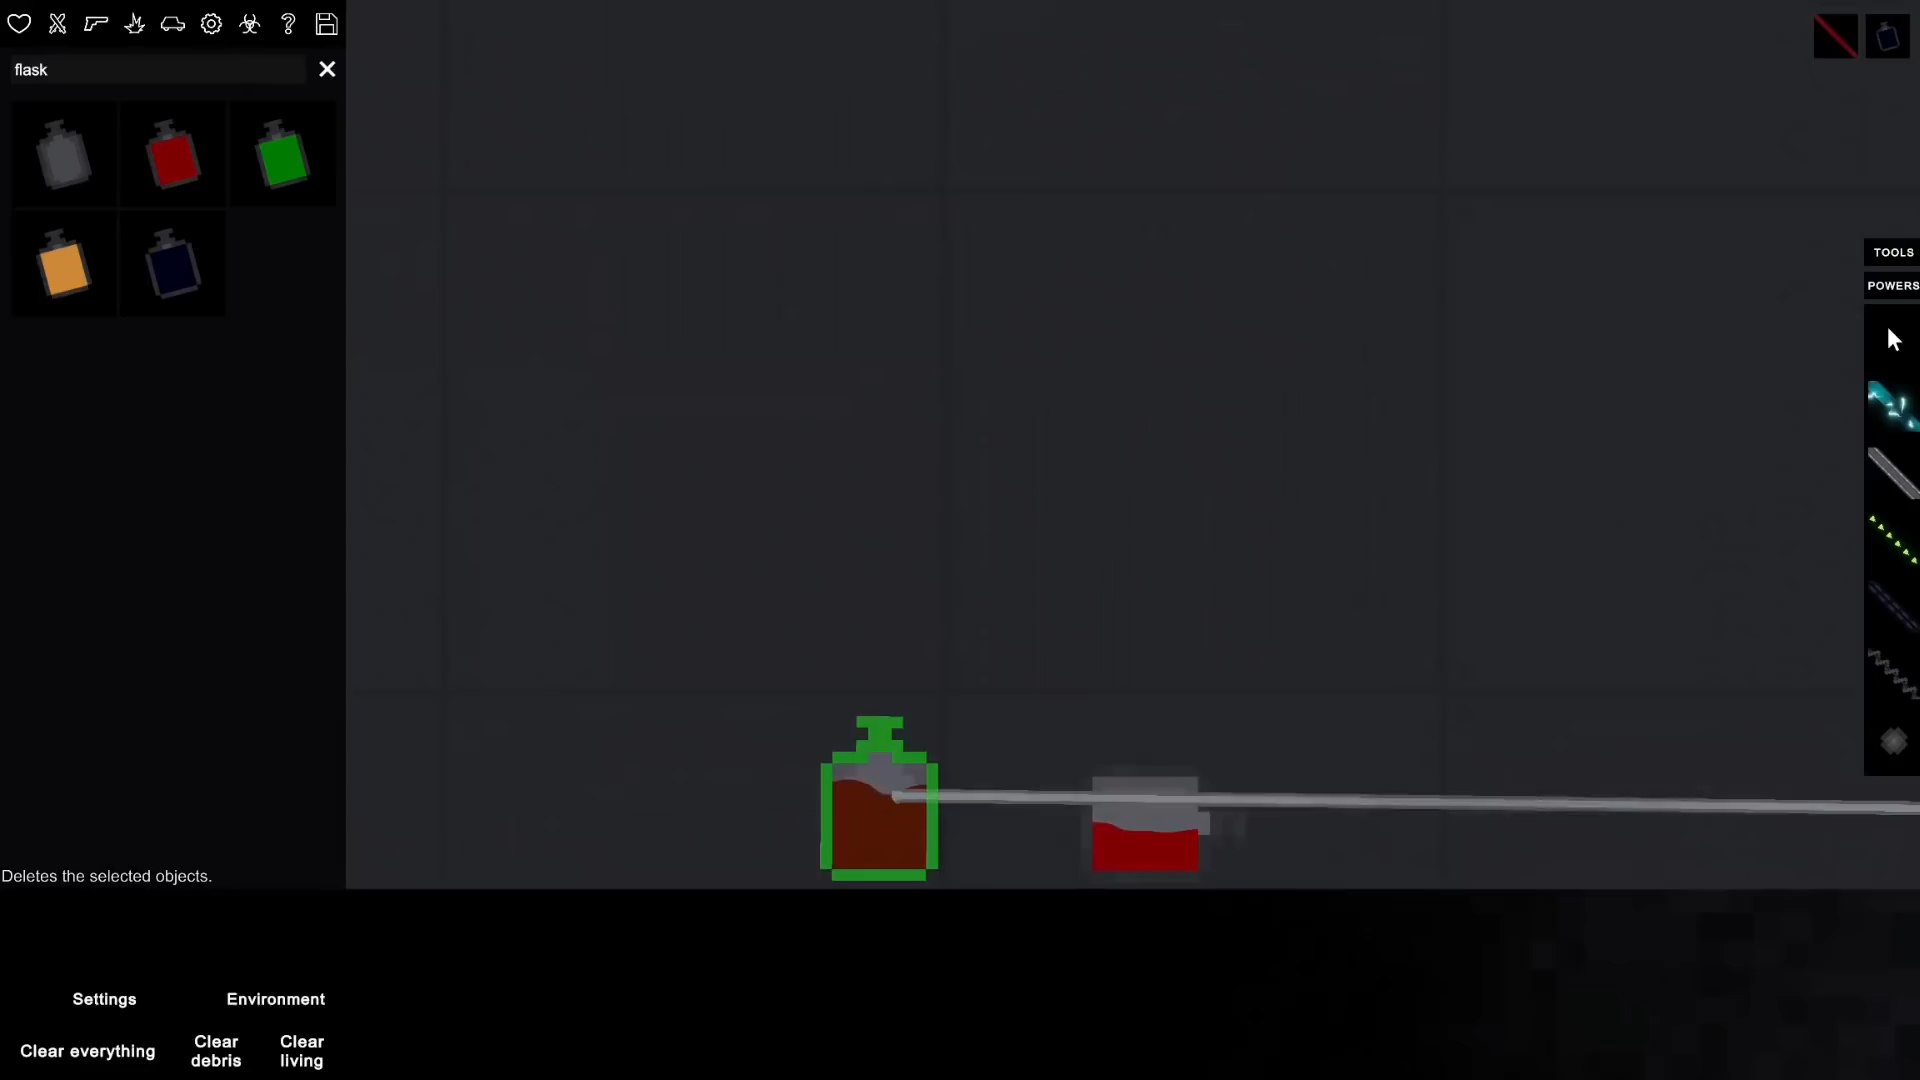 flask
TOOLS
POWERS
Deletes the selected objects.
Settings
Environment
Clear everything
Clear
debris
Clear
living